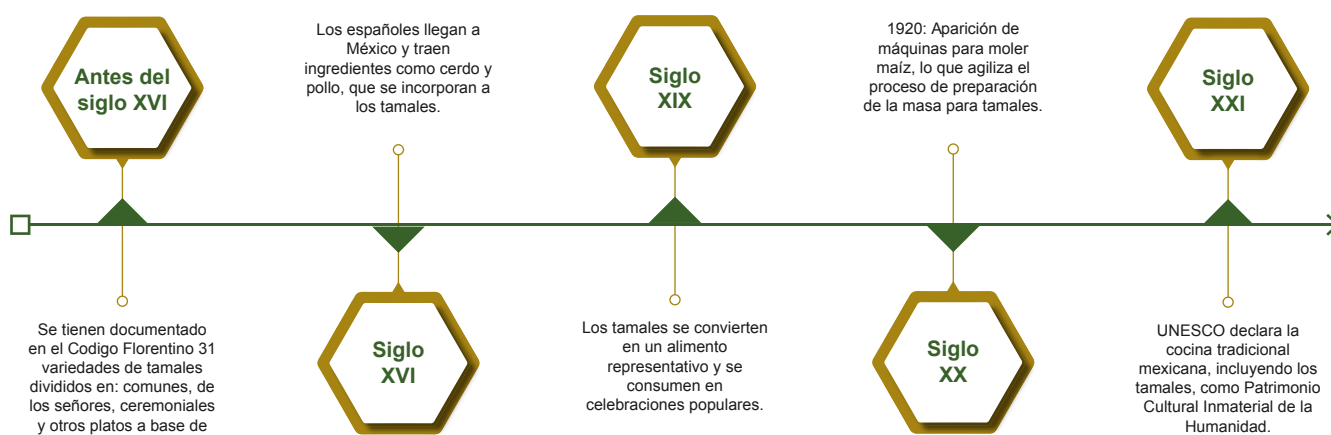 Antes del
siglo XVI
Se tienen documentado
en el Codigo Florentino 31
variedades de tamales
divididos en: comunes, de
los señores, ceremoniales
y otros platos a base de
Los españoles llegan a
México y traen
ingredientes como cerdo y
pollo, que se incorporan a
los tamales.
Siglo
XVI
Siglo
XIX
Los tamales se convierten
en un alimento
representativo y se
consumen en
celebraciones populares.
1920: Aparición de
máquinas para moler
maíz, lo que agiliza el
proceso de preparación
de la masa para tamales.
Siglo
XX
Siglo
XXI
UNESCO declara la
cocina tradicional
mexicana, incluyendo los
tamales, como Patrimonio
Cultural Inmaterial de la
Humanidad.